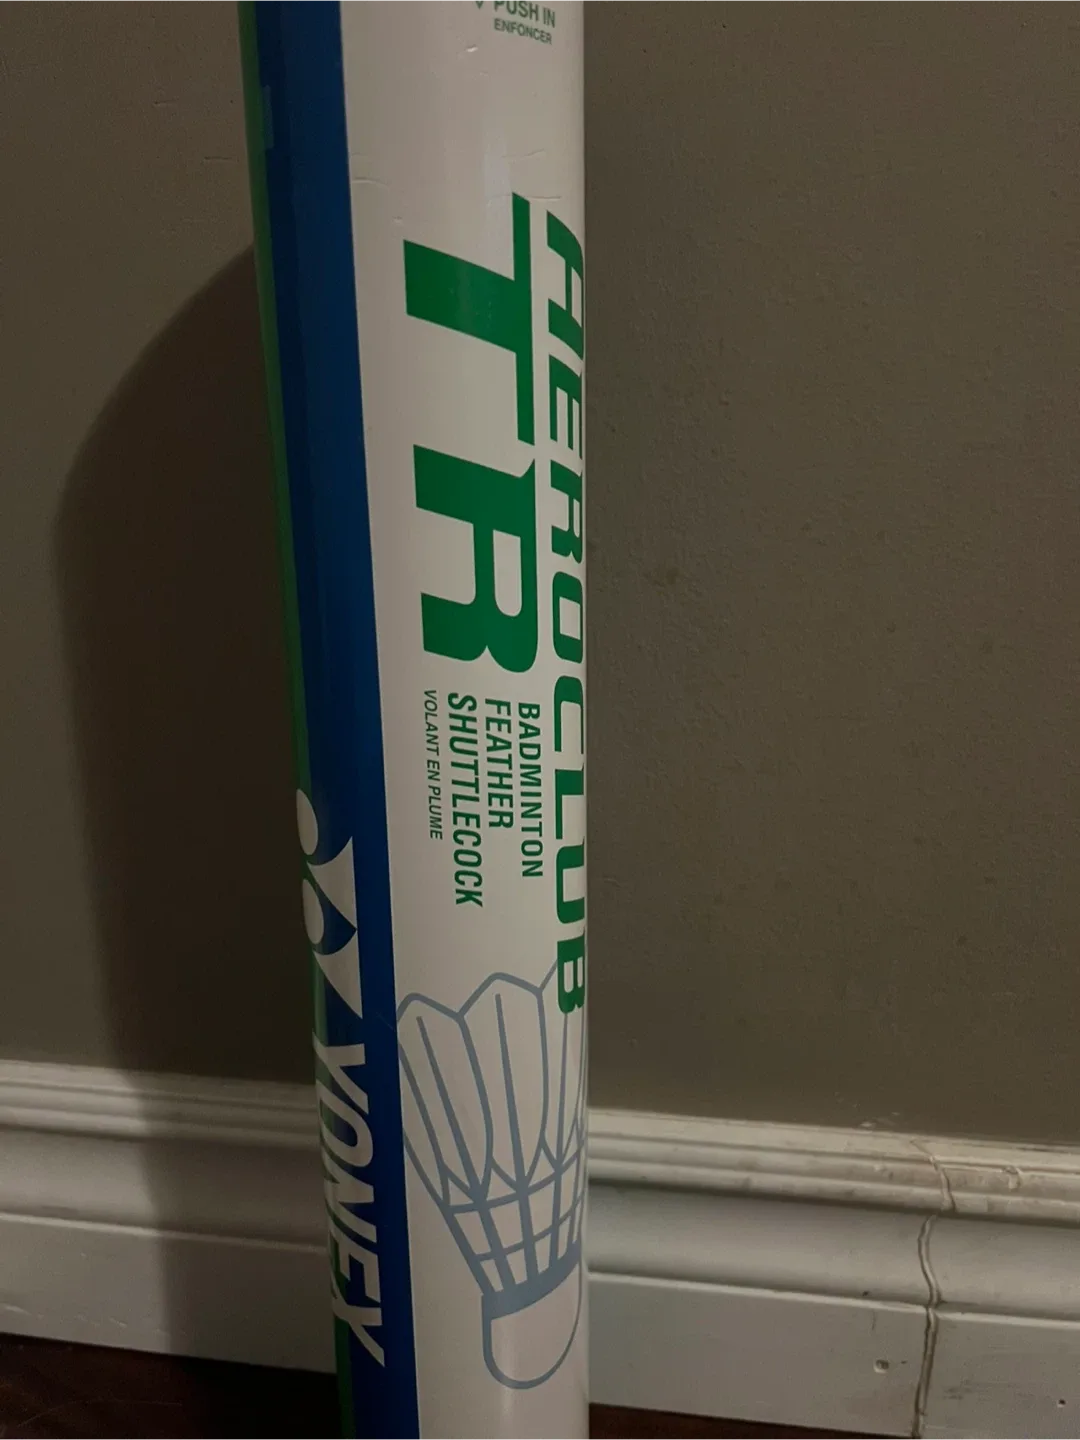 PUSH IN
ENFONCER
AEROCLUB
TR
BADMINTON
FEATHER
SHUTTLECOCK
VOLANT EN PLUME
YONEX